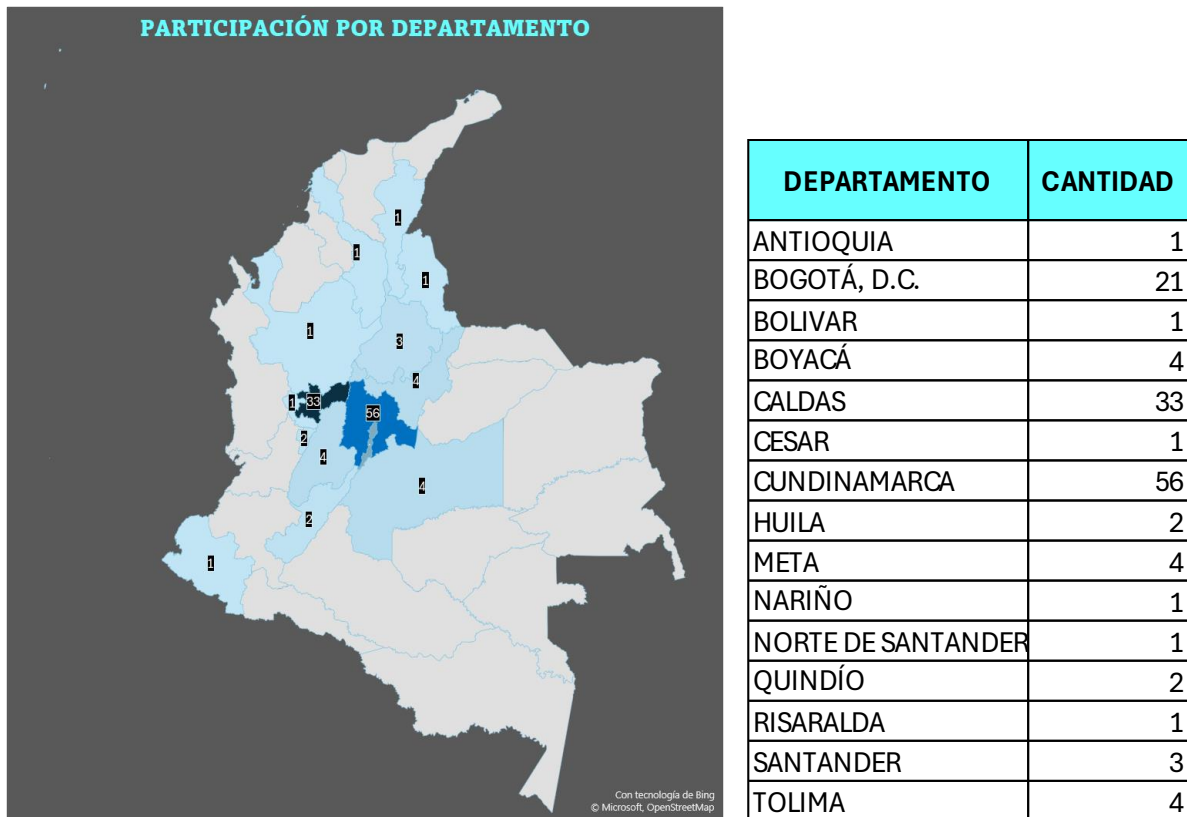 PARTICIPACIÓN POR DEPARTAMENTO
1
1
1
1
3
4
1
33
56
2
4
4
2
1
Con tecnología de Bing
© Microsoft, OpenStreetMap
DEPARTAMENTO CANTIDAD
ANTIOQUIA 1
BOGOTÁ, D.C. 21
BOLIVAR 1
BOYACÁ 4
CALDAS 33
CESAR 1
CUNDINAMARCA 56
HUILA 2
META 4
NARIÑO 1
NORTE DE SANTANDER 1
QUINDÍO 2
RISARALDA 1
SANTANDER 3
TOLIMA 4